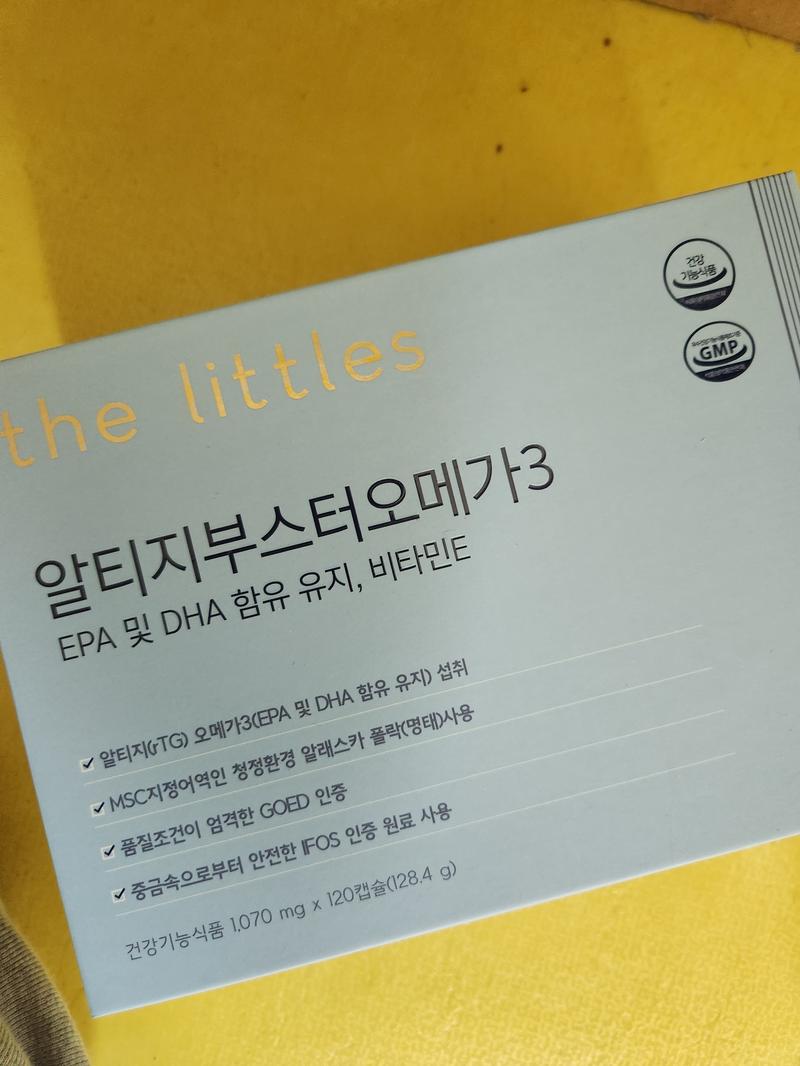 건강
기능식품
GMP
the littles
알티지부스터오메가3
EPA 및 DHA 함유 유지, 비타민E
알티지(rTG) 오메가3(EPA 및 DHA 함유 유지) 섭취
MSC지정어역인 청정환경 알래스카 폴락(명태)사용
품질조건이 엄격한 GOED 인증
중금속으로부터 안전한 IFOS 인증 원료 사용
건강기능식품 1,070 mg x 120캡슐(128.4 g)